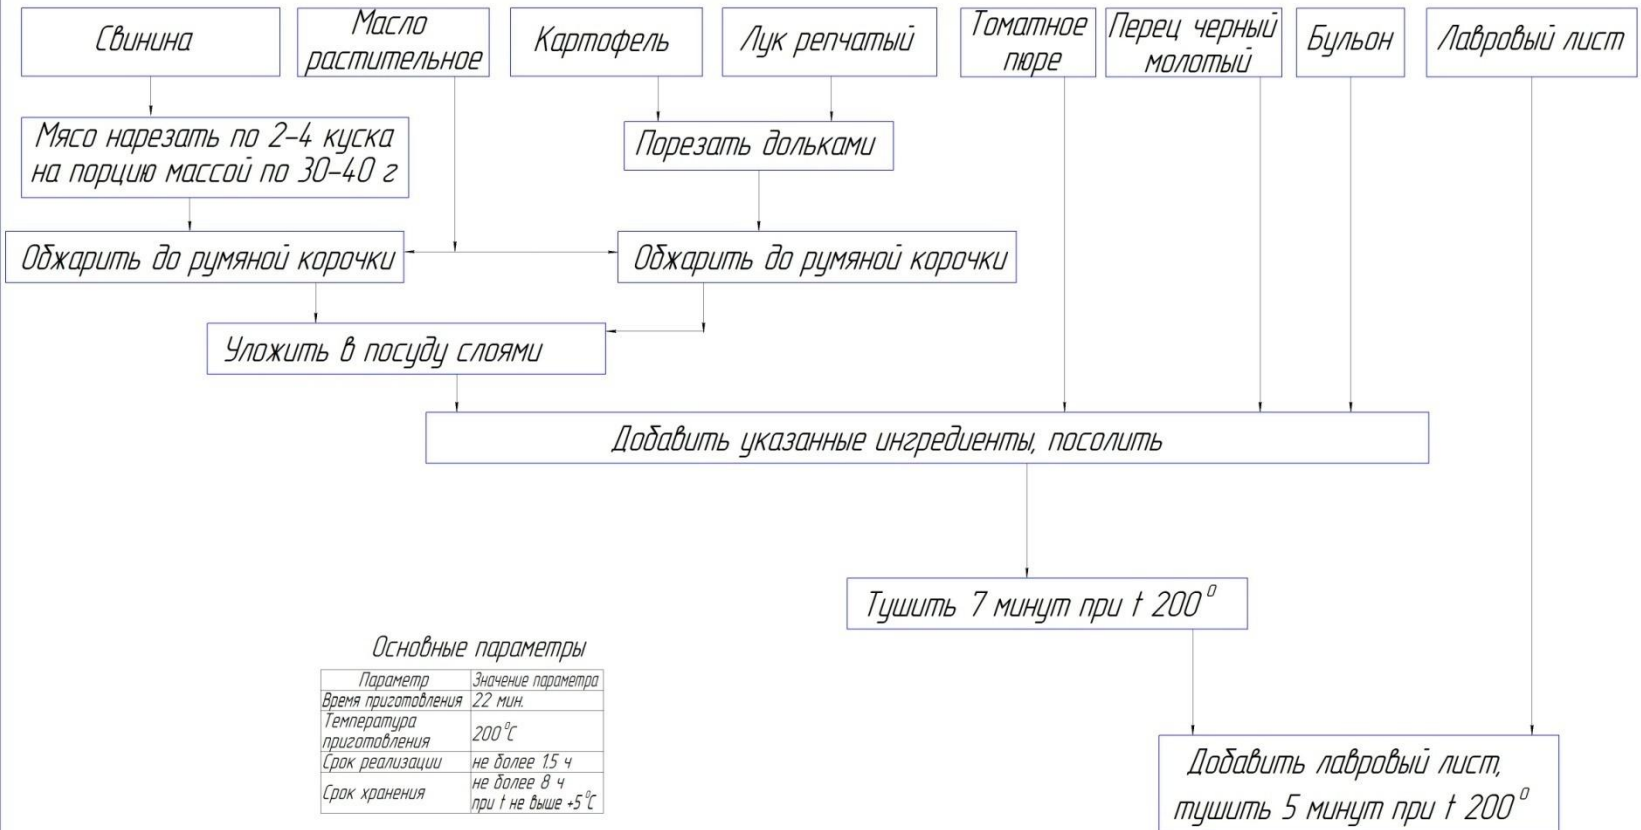 Свинина
Масло
растительное
Картофель
Лук репчатый
Томатное
пюре
Перец черный
молотый
Бульон
Лавровый лист
Мясо нарезать по 2-4 куска
на порцию массой по 30-40 г
Порезать дольками
Обжарить до румяной корочки
Обжарить до румяной корочки
Уложить в посуду слоями
Добавить указанные ингредиенты, посолить
Тушить 7 минут при t 200⁰
Добавить лавровый лист,
тушить 5 минут при t 200⁰
Основные параметры
Параметр Значение параметра
Время приготовления 22 мин.
Температура
приготовления 200⁰С
Срок реализации не более 1.5 ч
Срок хранения не более 8 ч
при t не выше +5⁰С